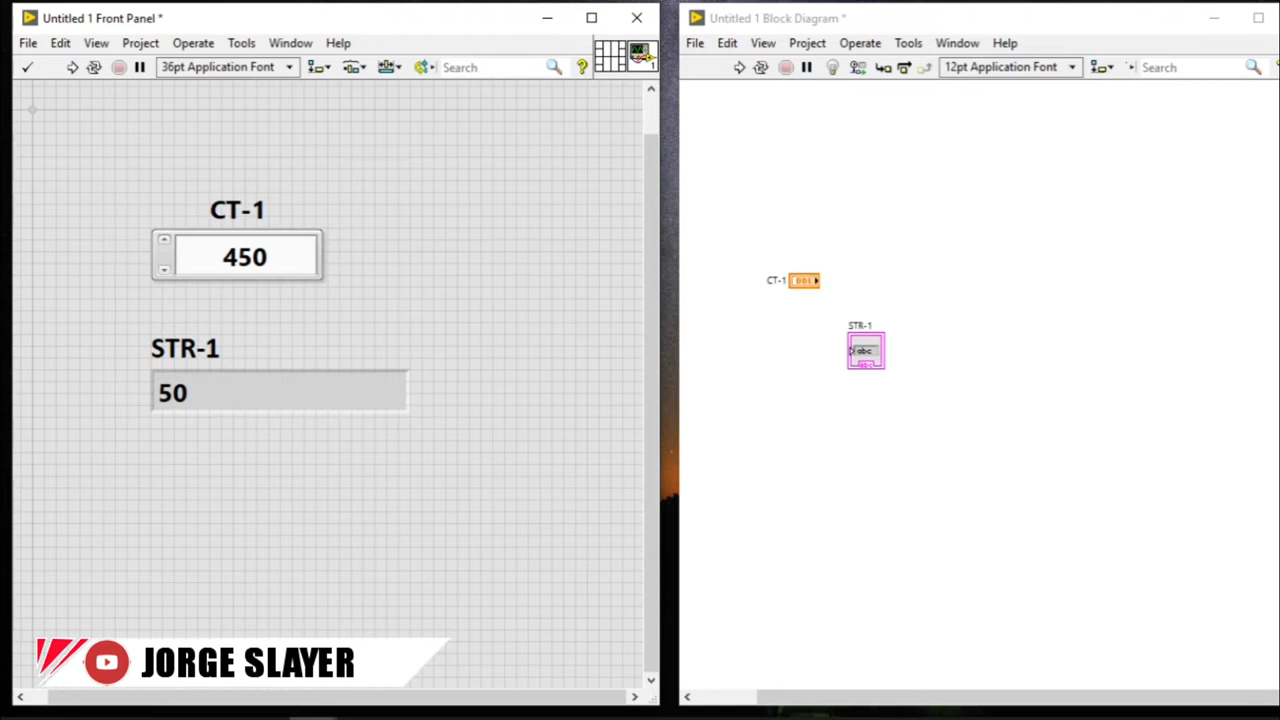 Untitled 1 Front Panel *
File Edit View Project Operate Tools Window Help
36pt Application Font Search ? 1
CT-1
450
STR-1
50
JORGE SLAYER
Untitled 1 Block Diagram *
File Edit View Project Operate Tools Window Help
12pt Application Font Search
CT-1
STR-1
abc